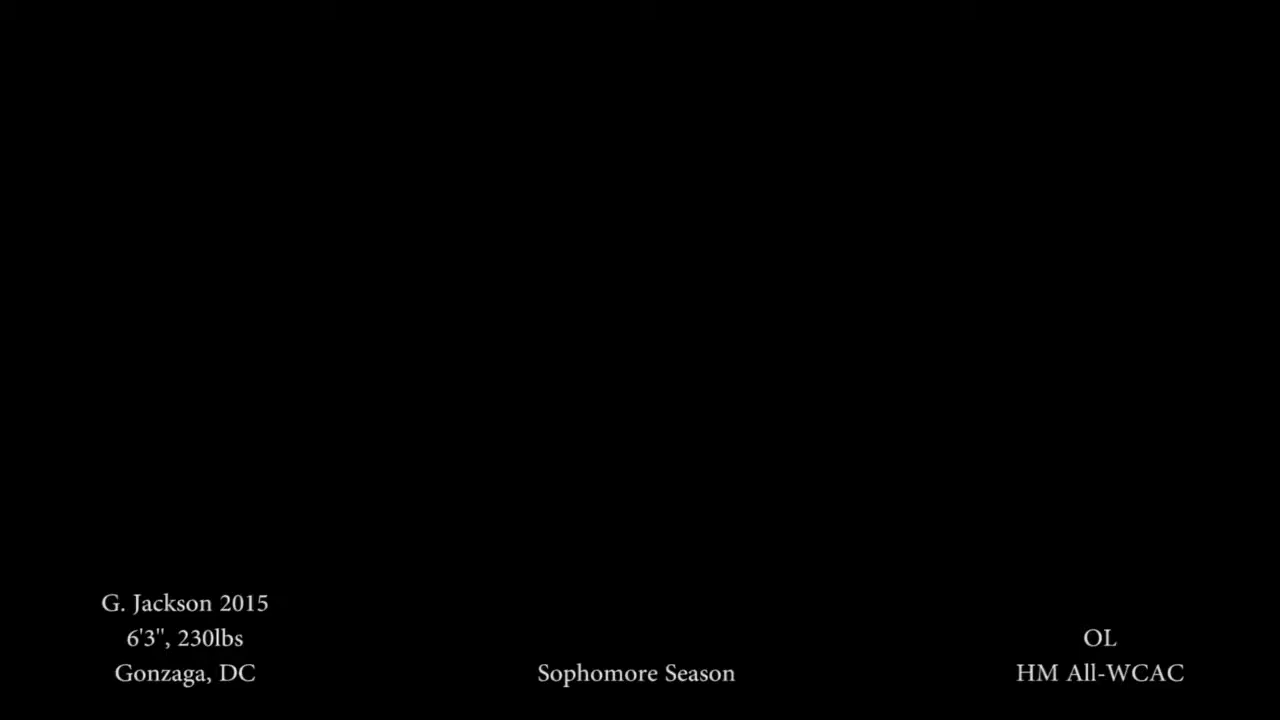 G. Jackson 2015
6'3", 230lbs
Gonzaga, DC
Sophomore Season
OL
HM All-WCAC